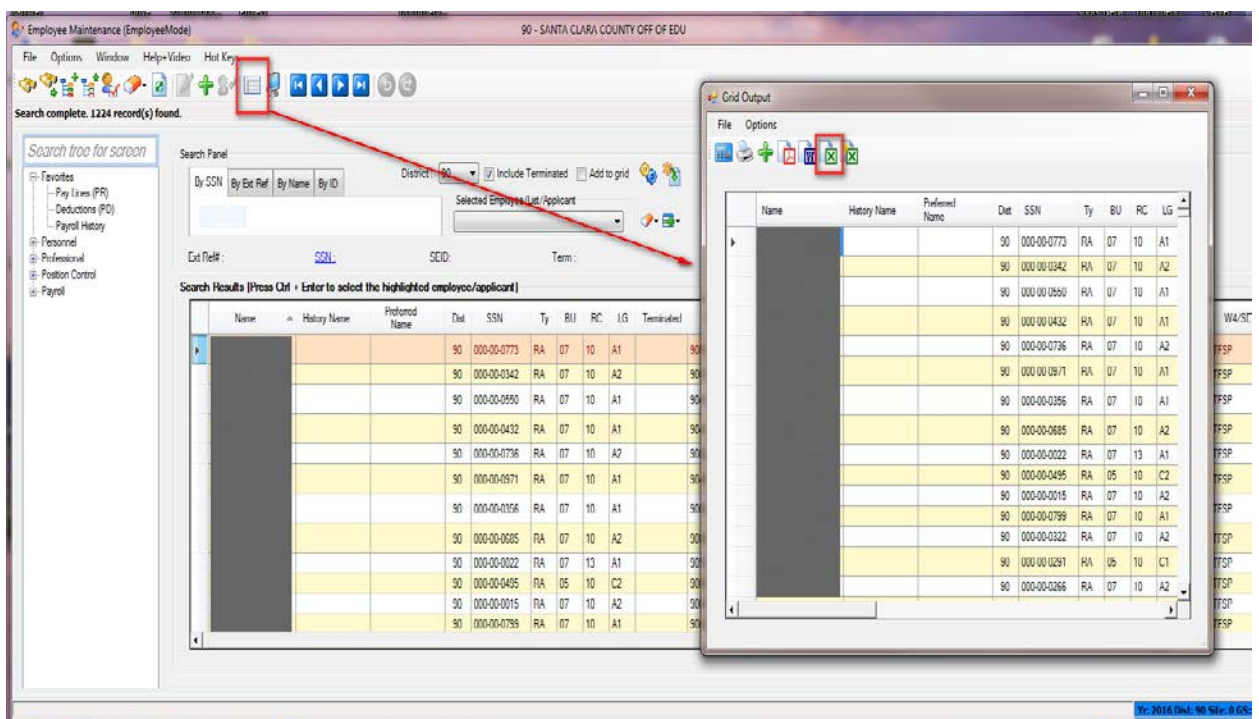 Employee Maintenance (EmployeeMode)
90 - SANTA CLARA COUNTY OFF OF EDU
File Options Window Help+Video Hot Keys
Search complete. 1224 record(s) found.
Search tree for screen
Favorites
Pay Lines (PR)
Deductions (PD)
Payroll History
Personnel
Professional
Position Control
Payroll
Search Panel
By SSN By Ext Ref By Name By ID
District: 90 Include Terminated Add to grid
Selected Employee/List/Applicant
Ext Ref# : SSN : SEID: Term :
Search Results [Press Ctrl + Enter to select the highlighted employee/applicant]
Name History Name Preferred Name Dist SSN Ty BU RC LG Terminated
90 000-00-0773 RA 07 10 A1
90 000-00-0342 RA 07 10 A2
90 000-00-0550 RA 07 10 A1
90 000-00-0432 RA 07 10 A1
90 000-00-0736 RA 07 10 A2
90 000-00-0971 RA 07 10 A1
90 000-00-0356 RA 07 10 A1
90 000-00-0685 RA 07 10 A2
90 000-00-0022 RA 07 13 A1
90 000-00-0495 RA 05 10 C2
90 000-00-0015 RA 07 10 A2
90 000-00-0799 RA 07 10 A1
Grid Output
File Options
Name History Name Preferred Name Dist SSN Ty BU RC LG
90 000-00-0773 RA 07 10 A1
90 000-00-0342 RA 07 10 A2
90 000-00-0550 RA 07 10 A1
90 000-00-0432 RA 07 10 A1
90 000-00-0736 RA 07 10 A2
90 000-00-0971 RA 07 10 A1
90 000-00-0356 RA 07 10 A1
90 000-00-0685 RA 07 10 A2
90 000-00-0022 RA 07 13 A1
90 000-00-0495 RA 05 10 C2
90 000-00-0015 RA 07 10 A2
90 000-00-0799 RA 07 10 A1
90 000-00-0322 RA 07 10 A2
90 000-00-0291 RA 05 10 C1
90 000-00-0266 RA 07 10 A2
Yr: 2016 Dist: 90 Site: 0 GS: